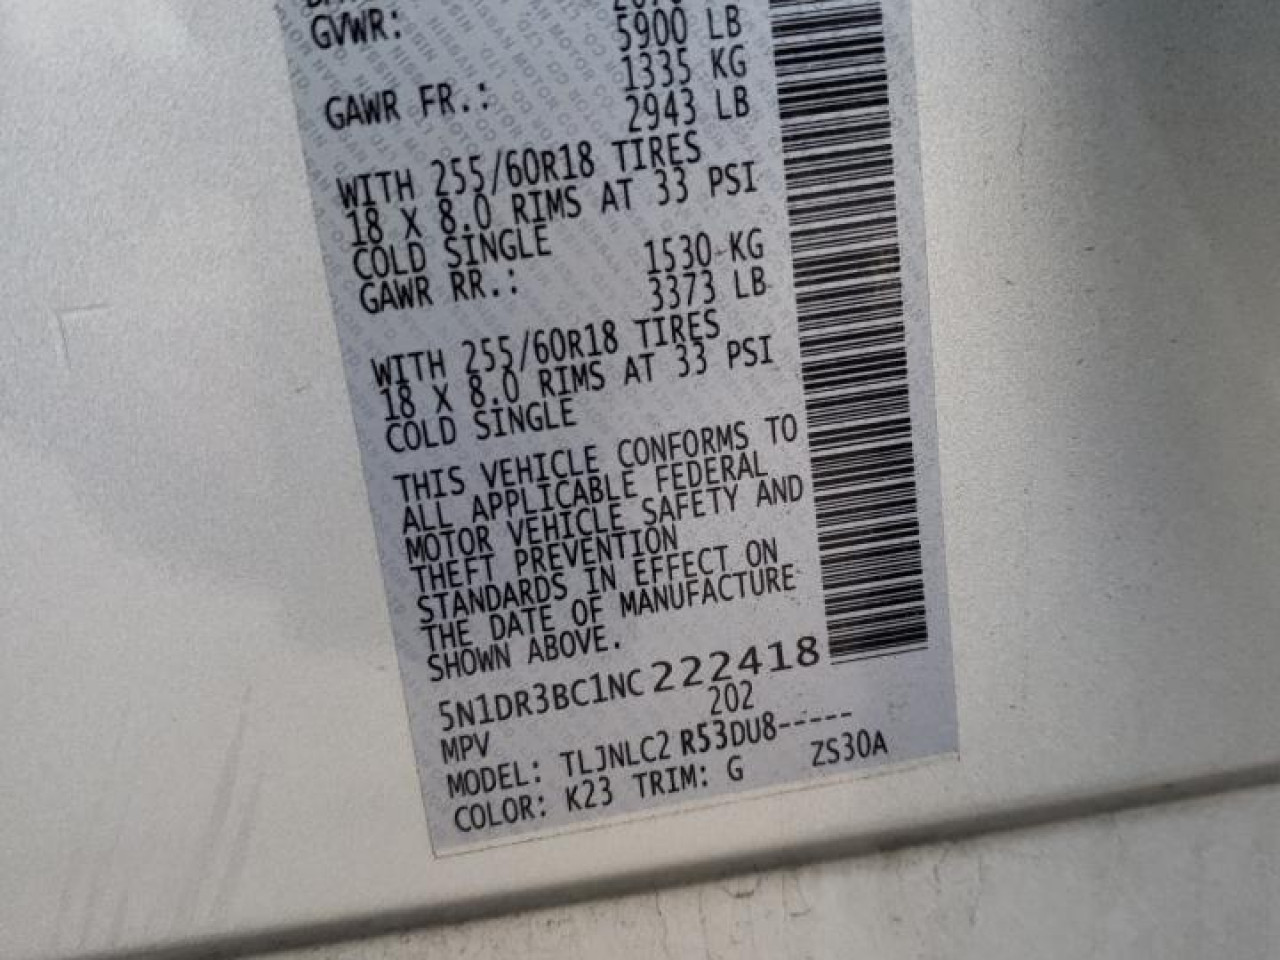 GVWR: 5900 LB
1335 KG
GAWR FR.: 2943 LB
WITH 255/60R18 TIRES
18 X 8.0 RIMS AT 33 PSI
COLD SINGLE
1530 KG
GAWR RR.: 3373 LB
WITH 255/60R18 TIRES
18 X 8.0 RIMS AT 33 PSI
COLD SINGLE
THIS VEHICLE CONFORMS TO
ALL APPLICABLE FEDERAL
MOTOR VEHICLE SAFETY AND
THEFT PREVENTION
STANDARDS IN EFFECT ON
THE DATE OF MANUFACTURE
SHOWN ABOVE.
5N1DR3BC1NC222418
MPV 202
MODEL: TLJNLC2 R53DU8-----
COLOR: K23 TRIM: G ZS30A